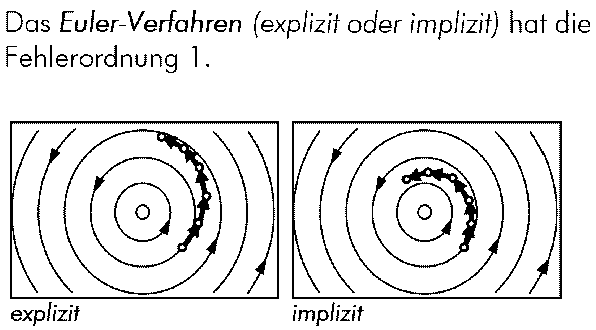 Das Euler-Verfahren (explizit oder implizit) hat die
Fehlerordnung 1.
explizit
implizit